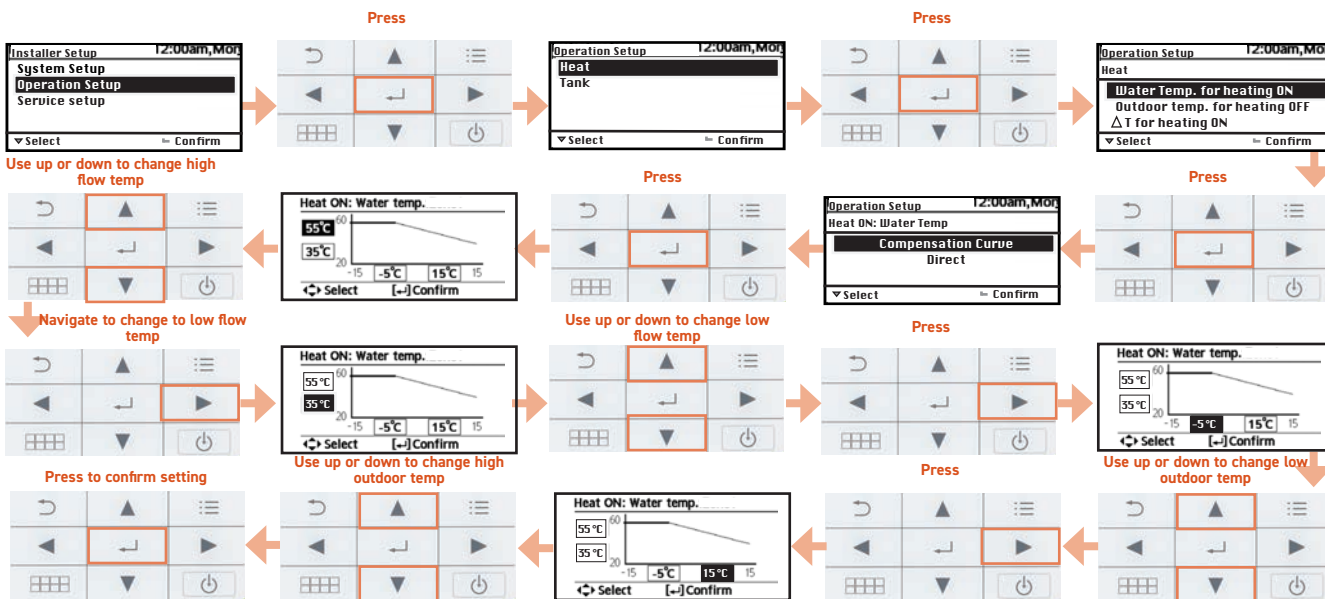 Press
Press
Installer Setup 12:00am,Mon
System Setup
Operation Setup
Service setup
Select Confirm
Operation Setup 12:00am,Mon
Heat
Tank
Select Confirm
Operation Setup 12:00am,Mo
Heat
Water Temp. for heating ON
Outdoor temp. for heating OFF
△T for heating ON
Select Confirm
Use up or down to change high
flow temp
Heat ON: Water temp.
55°C
60
35°C
20
-15 -5°C 15°C 15
Select [↵]Confirm
Press
Operation Setup 12:00am,Mon
Heat ON: Water Temp
Compensation Curve
Direct
Select Confirm
Press
Navigate to change to low flow
temp
Heat ON: Water temp.
60
55 °C
35 °C
20
-15 -5°C 15°C 15
Select [↵]Confirm
Use up or down to change low
flow temp
Press
Heat ON: Water temp.
60
55 °C
35 °C
20
-15 -5°C 15°C 15
Select [↵]Confirm
Press to confirm setting
Use up or down to change high
outdoor temp
Heat ON: Water temp.
60
55 °C
35 °C
20
-15 -5°C 15°C 15
Select [↵]Confirm
Press
Use up or down to change low
outdoor temp